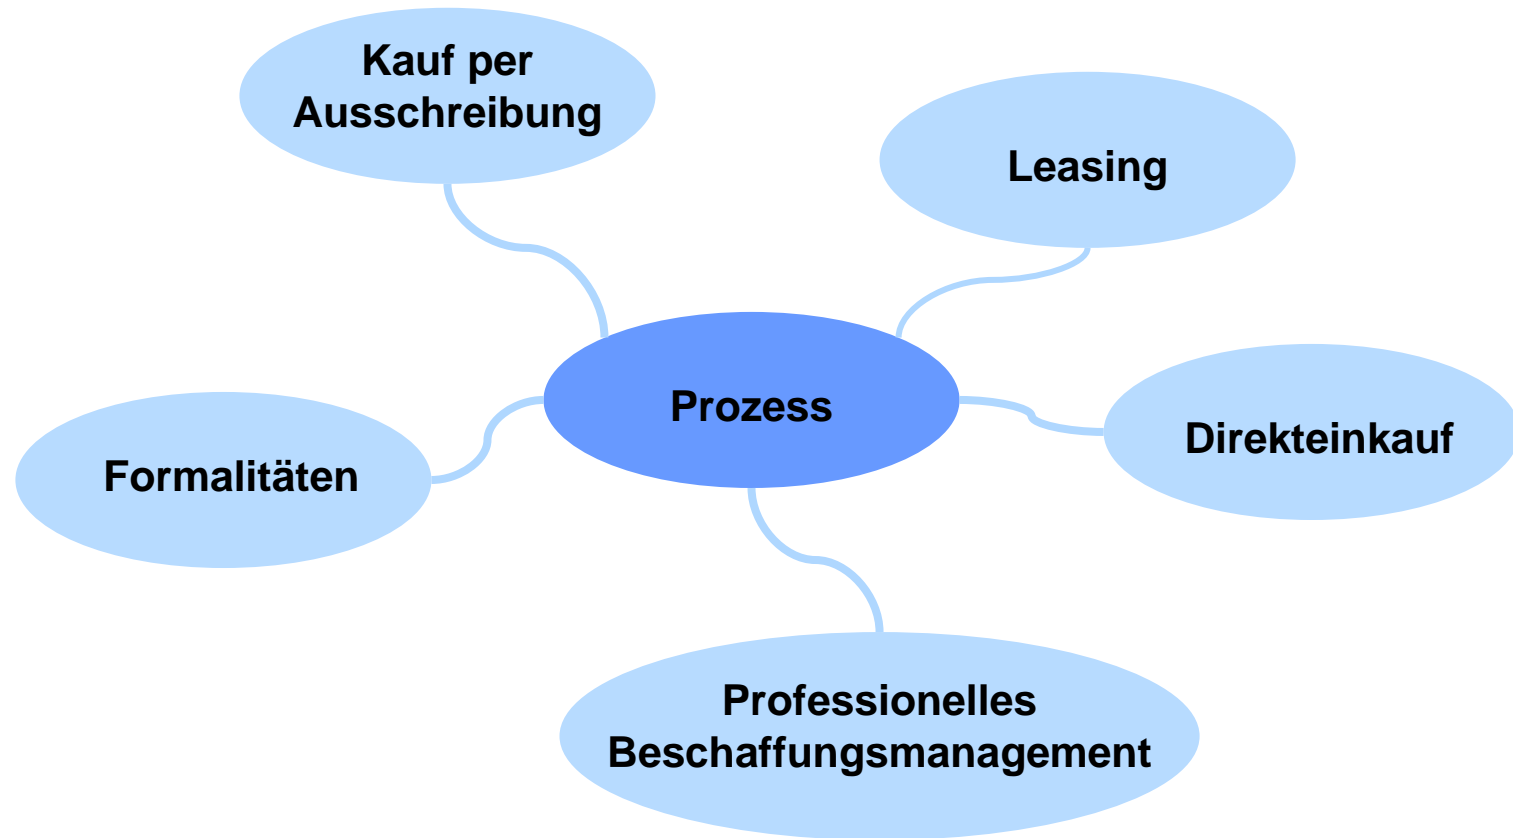 Kauf per
Ausschreibung
Leasing
Prozess
Direkteinkauf
Formalitäten
Professionelles
Beschaffungsmanagement